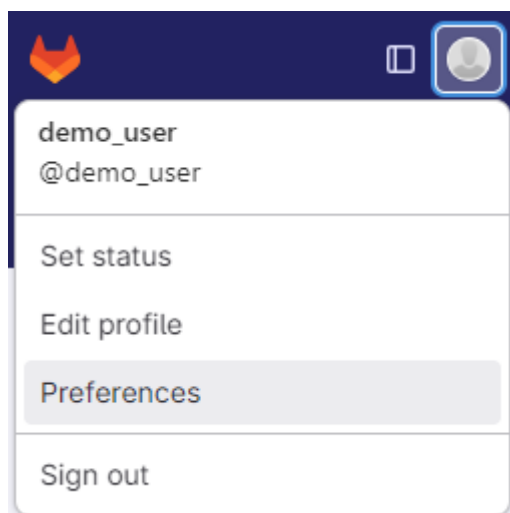 demo_user
@demo_user
Set status
Edit profile
Preferences
Sign out